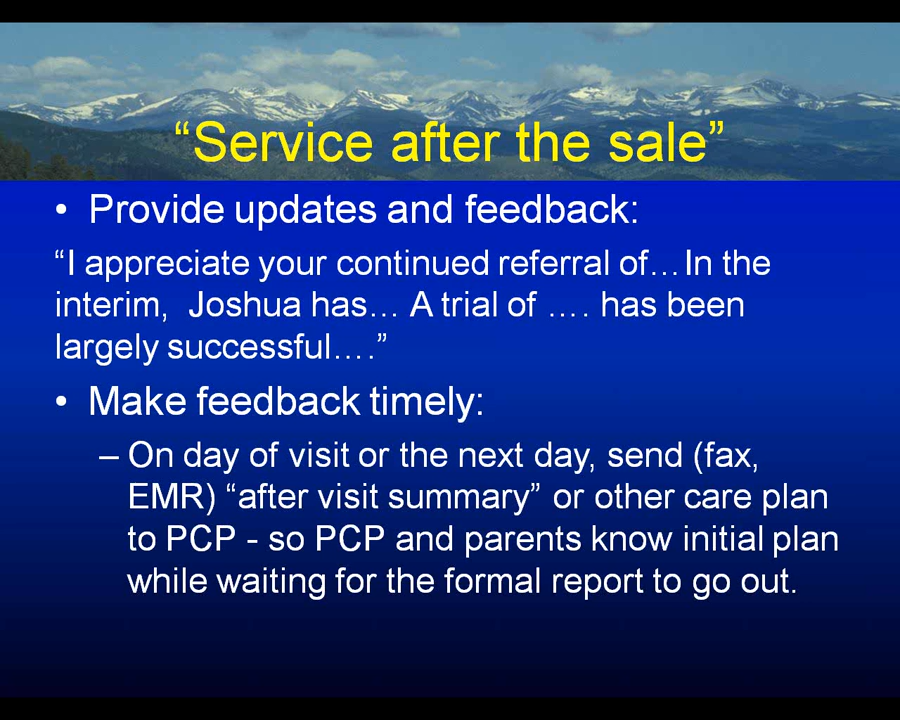 “Service after the sale”
• Provide updates and feedback:
“I appreciate your continued referral of…In the
interim,  Joshua has… A trial of …. has been
largely successful….”
• Make feedback timely:
– On day of visit or the next day, send (fax,
EMR) “after visit summary” or other care plan
to PCP - so PCP and parents know initial plan
while waiting for the formal report to go out.